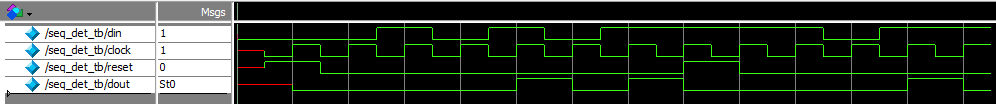 Msgs
/seq_det_tb/din 1
/seq_det_tb/clock 1
/seq_det_tb/reset 0
/seq_det_tb/dout St0